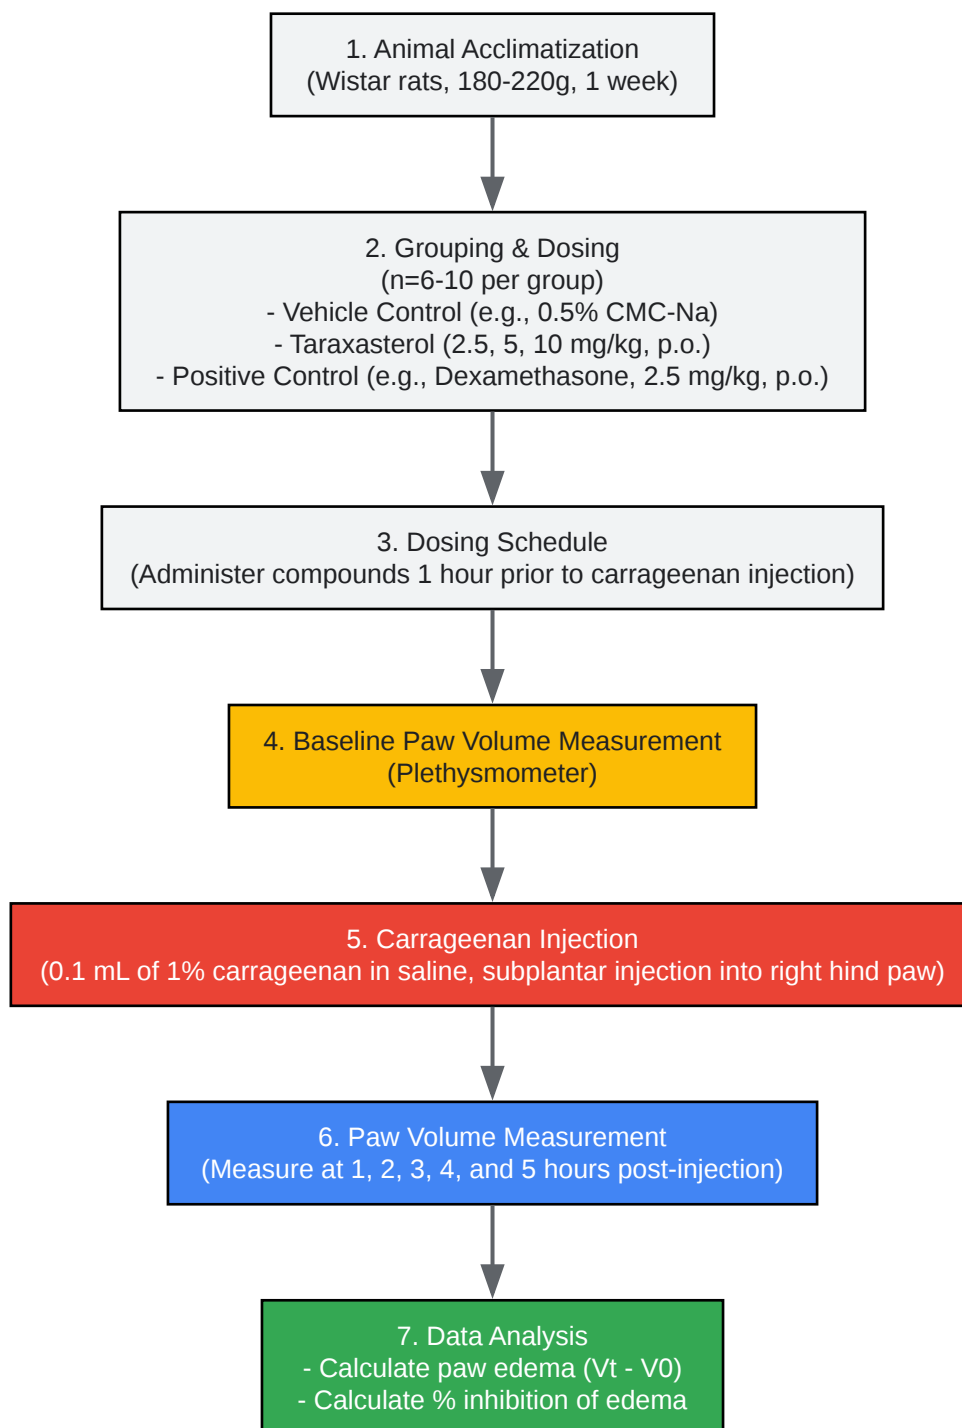 1. Animal Acclimatization
(Wistar rats, 180-220g, 1 week)
2. Grouping & Dosing
(n=6-10 per group)
- Vehicle Control (e.g., 0.5% CMC-Na)
- Taraxasterol (2.5, 5, 10 mg/kg, p.o.)
- Positive Control (e.g., Dexamethasone, 2.5 mg/kg, p.o.)
3. Dosing Schedule
(Administer compounds 1 hour prior to carrageenan injection)
4. Baseline Paw Volume Measurement
(Plethysmometer)
5. Carrageenan Injection
(0.1 mL of 1% carrageenan in saline, subplantar injection into right hind paw)
6. Paw Volume Measurement
(Measure at 1, 2, 3, 4, and 5 hours post-injection)
7. Data Analysis
- Calculate paw edema (Vt - V0)
- Calculate % inhibition of edema